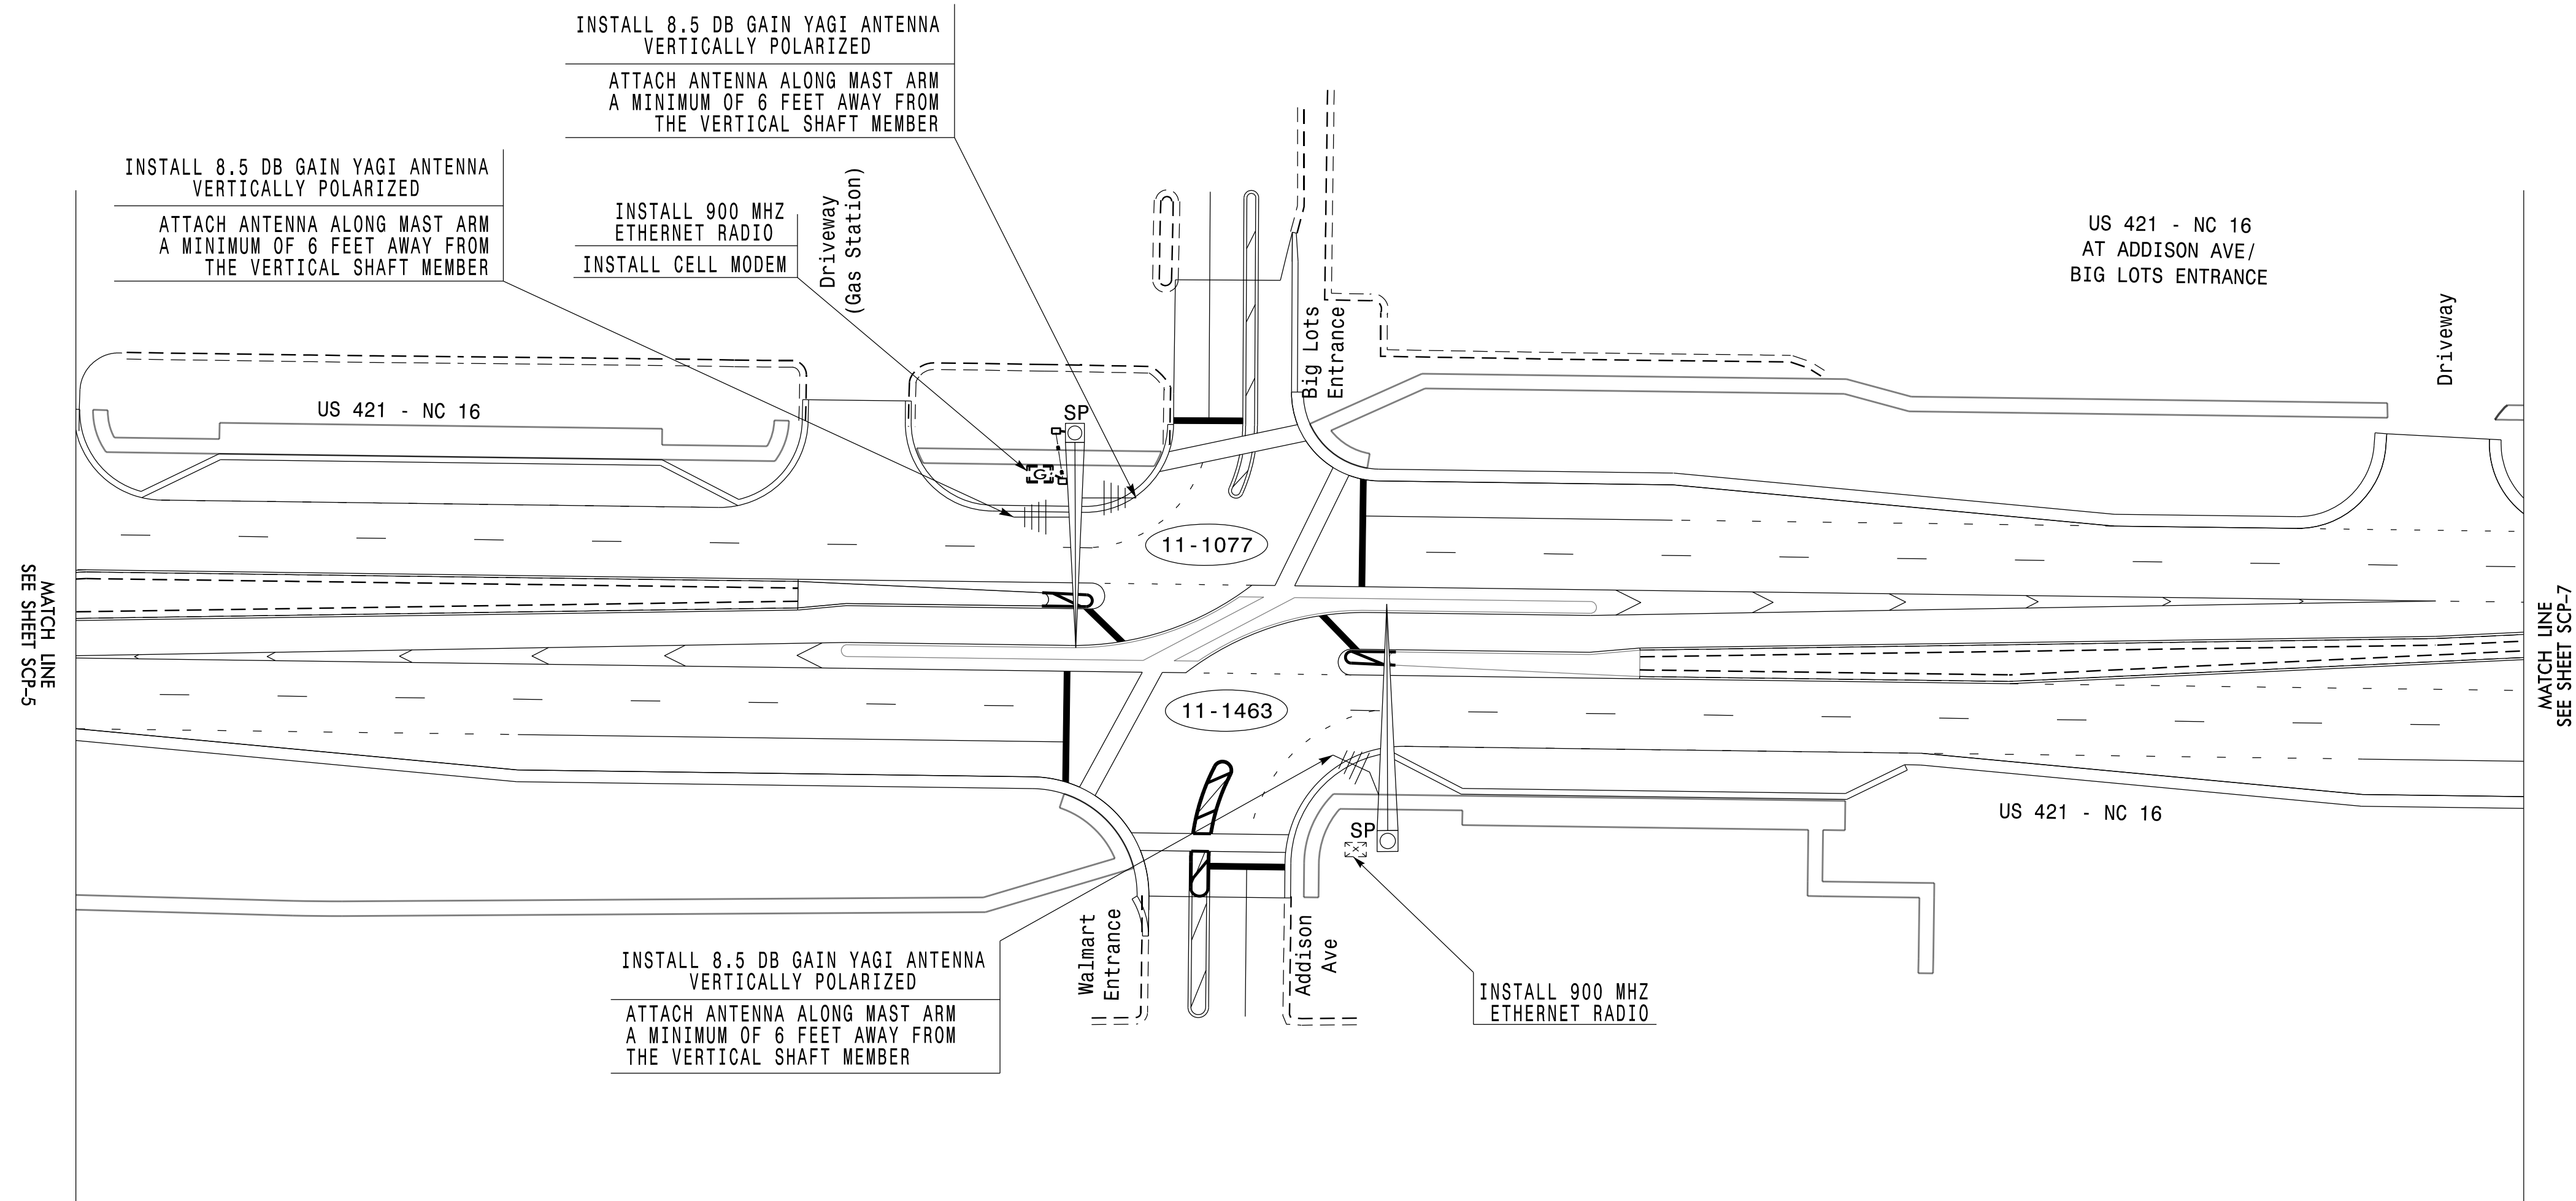 INSTALL 8.5 DB GAIN YAGI ANTENNA
VERTICALLY POLARIZED
ATTACH ANTENNA ALONG MAST ARM
A MINIMUM OF 6 FEET AWAY FROM
THE VERTICAL SHAFT MEMBER
INSTALL 8.5 DB GAIN YAGI ANTENNA
VERTICALLY POLARIZED
ATTACH ANTENNA ALONG MAST ARM
A MINIMUM OF 6 FEET AWAY FROM
THE VERTICAL SHAFT MEMBER
INSTALL 900 MHZ
ETHERNET RADIO
INSTALL CELL MODEM
Driveway
(Gas Station)
Big Lots
Entrance
US 421 - NC 16
AT ADDISON AVE/
BIG LOTS ENTRANCE
Driveway
US 421 - NC 16
SP
G
11-1077
MATCH LINE
SEE SHEET SCP-5
MATCH LINE
SEE SHEET SCP-7
11-1463
US 421 - NC 16
SP
X
Walmart
Entrance
Addison
Ave
INSTALL 8.5 DB GAIN YAGI ANTENNA
VERTICALLY POLARIZED
ATTACH ANTENNA ALONG MAST ARM
A MINIMUM OF 6 FEET AWAY FROM
THE VERTICAL SHAFT MEMBER
INSTALL 900 MHZ
ETHERNET RADIO